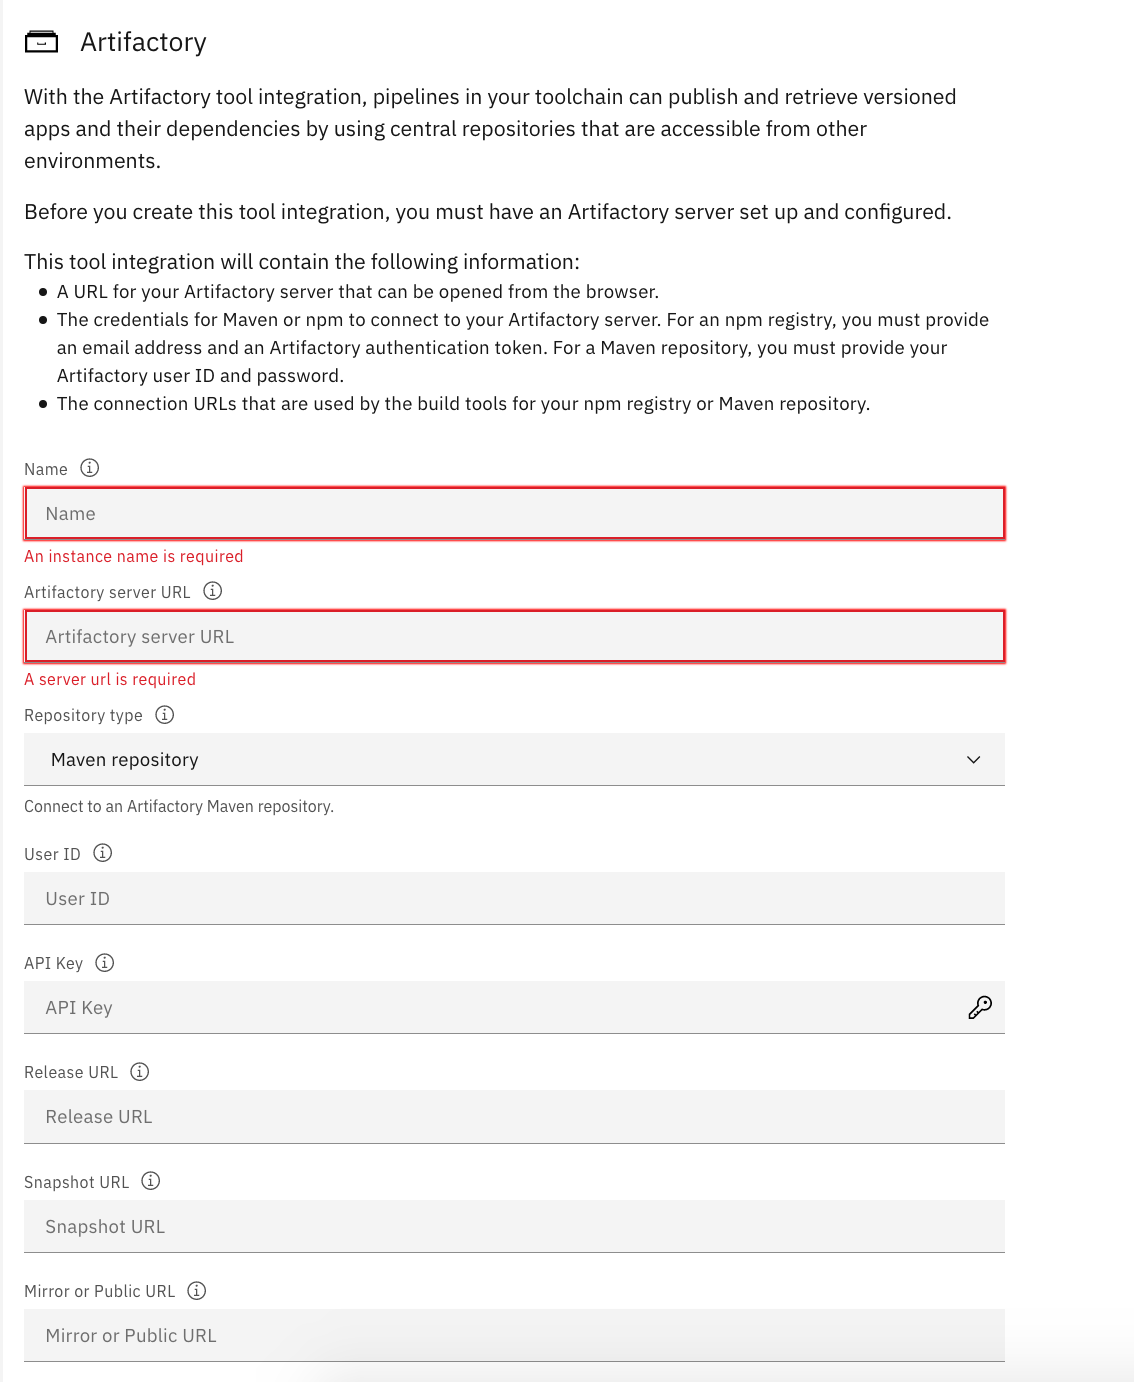 Artifactory
With the Artifactory tool integration, pipelines in your toolchain can publish and retrieve versioned
apps and their dependencies by using central repositories that are accessible from other
environments.
Before you create this tool integration, you must have an Artifactory server set up and configured.
This tool integration will contain the following information:
• A URL for your Artifactory server that can be opened from the browser.
• The credentials for Maven or npm to connect to your Artifactory server. For an npm registry, you must provide
an email address and an Artifactory authentication token. For a Maven repository, you must provide your
Artifactory user ID and password.
• The connection URLs that are used by the build tools for your npm registry or Maven repository.
Name
Name
An instance name is required
Artifactory server URL
Artifactory server URL
A server url is required
Repository type
Maven repository
Connect to an Artifactory Maven repository.
User ID
User ID
API Key
API Key
Release URL
Release URL
Snapshot URL
Snapshot URL
Mirror or Public URL
Mirror or Public URL